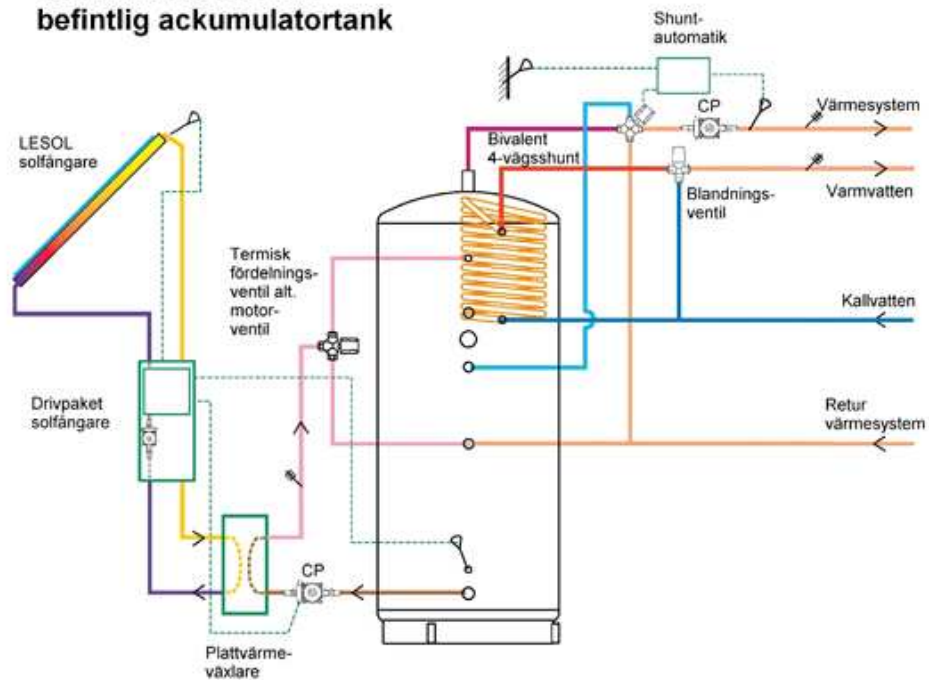 befintlig ackumulatortank
Shunt-
automatik
CP
Värmesystem
LESOL
solfångare
Bivalent
4-vägsshunt
Varmvatten
Blandnings-
ventil
Termisk
fördelnings-
ventil alt.
motor-
ventil
Kallvatten
Drivpaket
solfångare
Retur
värmesystem
CP
Plattvärme-
växlare